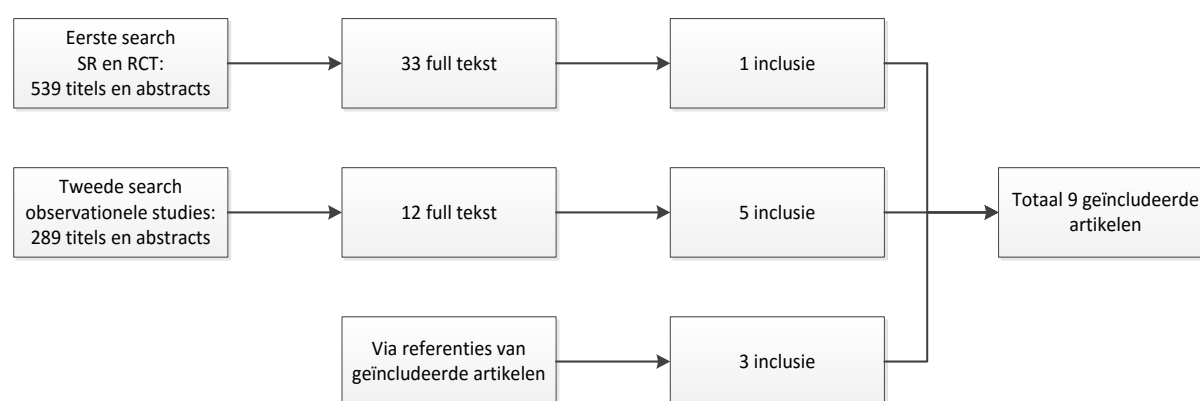 Eerste search
SR en RCT:
539 titels en abstracts
33 full tekst
1 inclusie
Tweede search
observationele studies:
289 titels en abstracts
12 full tekst
5 inclusie
Totaal 9 geïncludeerde
artikelen
Via referenties van
geïncludeerde artikelen
3 inclusie